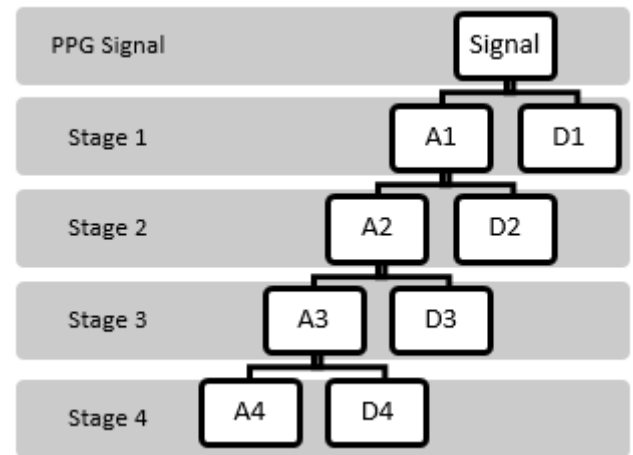 PPG Signal Signal
Stage 1 A1 D1
Stage 2 A2 D2
Stage 3 A3 D3
Stage 4 A4 D4